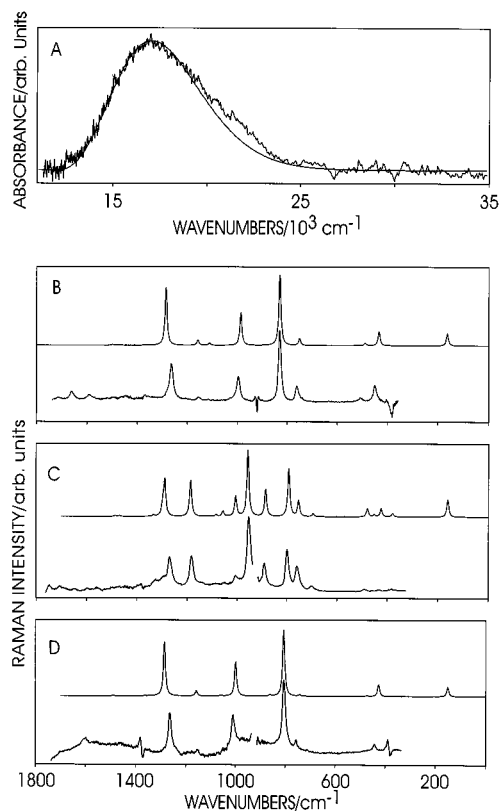 ABSORBANCE/arb. Units
A
15
25
35
WAVENUMBERS/10³ cm⁻¹
RAMAN INTENSITY/arb. units
B
C
D
1800
1400
1000
600
200
WAVENUMBERS/cm⁻¹